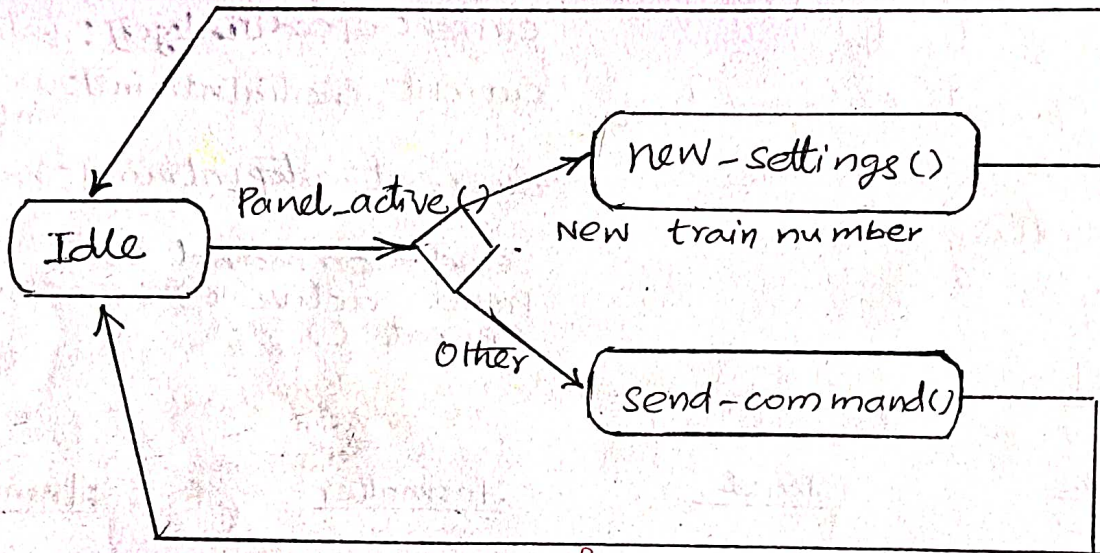 new-settings()
Panel_active()
Idle
New train number
Other
send-command()